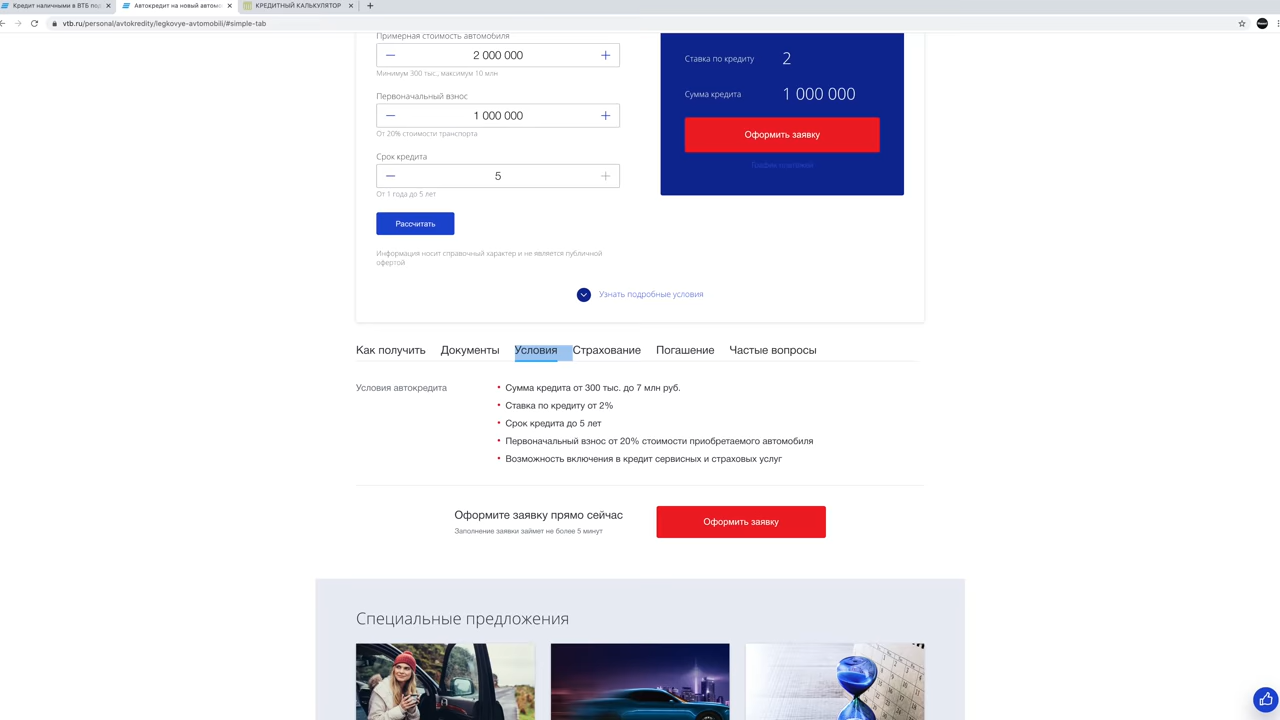 Кредит наличными в ВТБ под
Автокредит на новый автомо
КРЕДИТНЫЙ КАЛЬКУЛЯТОР
vtb.ru/personal/avtokredity/legkovye-avtomobili/#simple-tab
Примерная стоимость автомобиля
2 000 000
Минимум 300 тыс., максимум 10 млн
Первоначальный взнос
1 000 000
От 20% стоимости транспорта
Срок кредита
5
От 1 года до 5 лет
Рассчитать
Информация носит справочный характер и не является публичной
офертой
Ставка по кредиту 2
Сумма кредита 1 000 000
Оформить заявку
График платежей
Узнать подробные условия
Как получить Документы Условия Страхование Погашение Частые вопросы
Условия автокредита
• Сумма кредита от 300 тыс. до 7 млн руб.
• Ставка по кредиту от 2%
• Срок кредита до 5 лет
• Первоначальный взнос от 20% стоимости приобретаемого автомобиля
• Возможность включения в кредит сервисных и страховых услуг
Оформите заявку прямо сейчас
Заполнение заявки займет не более 5 минут
Оформить заявку
Специальные предложения